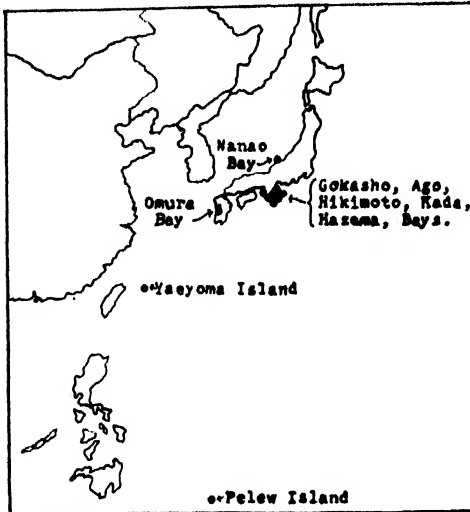 Nanao
Bay
Gokasho, Ago,
Hikimoto, Kada,
Hazama, Bays.
Omura
Bay
Yaeyoma Island
Pelew Island